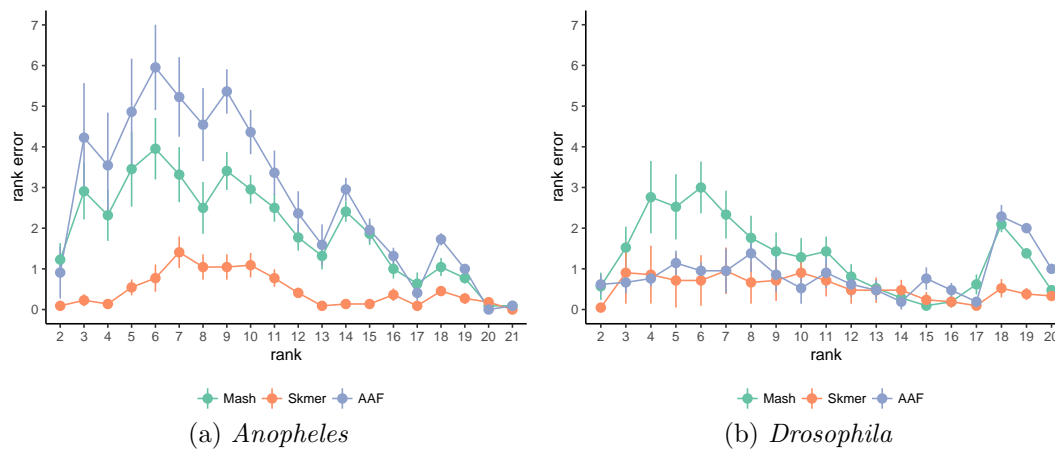 7
6
5
4
3
2
1
0
rank error
2 3 4 5 6 7 8 9 10 11 12 13 14 15 16 17 18 19 20 21
rank
Mash Skmer AAF
(a) Anopheles
7
6
5
4
3
2
1
0
rank error
2 3 4 5 6 7 8 9 10 11 12 13 14 15 16 17 18 19 20
rank
Mash Skmer AAF
(b) Drosophila